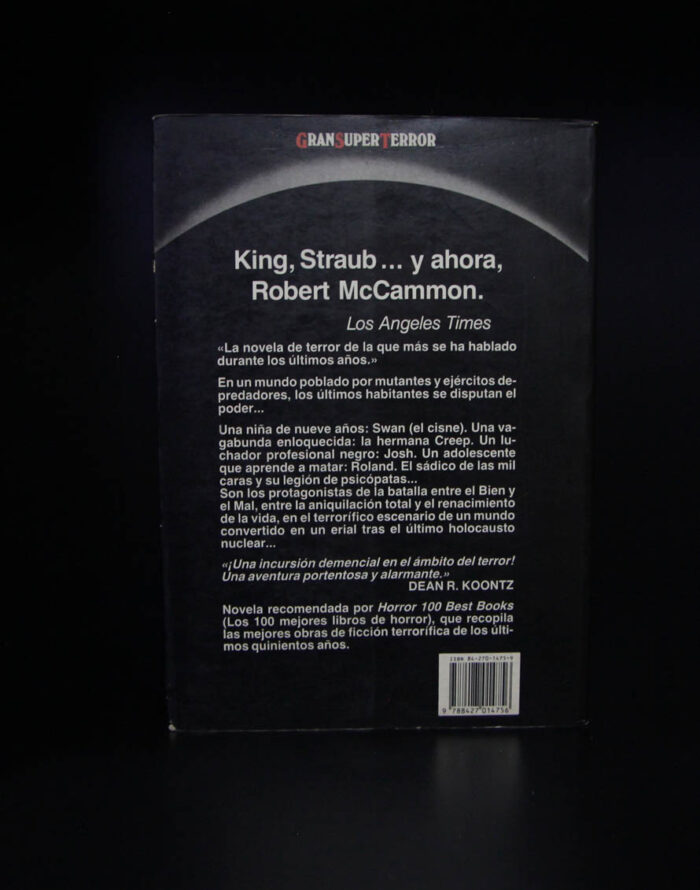 GRANSUPERTERROR
King, Straub... y ahora,
Robert McCammon.
Los Angeles Times
«La novela de terror de la que más se ha hablado
durante los últimos años.»
En un mundo poblado por mutantes y ejércitos de-
predadores, los últimos habitantes se disputan el
poder...
Una niña de nueve años: Swan (el cisne). Una va-
gabunda enloquecida: la hermana Creep. Un lu-
chador profesional negro: Josh. Un adolescente
que aprende a matar: Roland. El sádico de las mil
caras y su legión de psicópatas...
Son los protagonistas de la batalla entre el Bien y
el Mal, entre la aniquilación total y el renacimiento
de la vida, en el terrorífico escenario de un mundo
convertido en un erial tras el último holocausto
nuclear...
«¡Una incursión demencial en el ámbito del terror!
Una aventura portentosa y alarmante.»
DEAN R. KOONTZ
Novela recomendada por Horror 100 Best Books
(Los 100 mejores libros de horror), que recopila
las mejores obras de ficción terrorífica de los últi-
mos quinientos años.
ISBN 84-270-1475-9
9 788427 014756